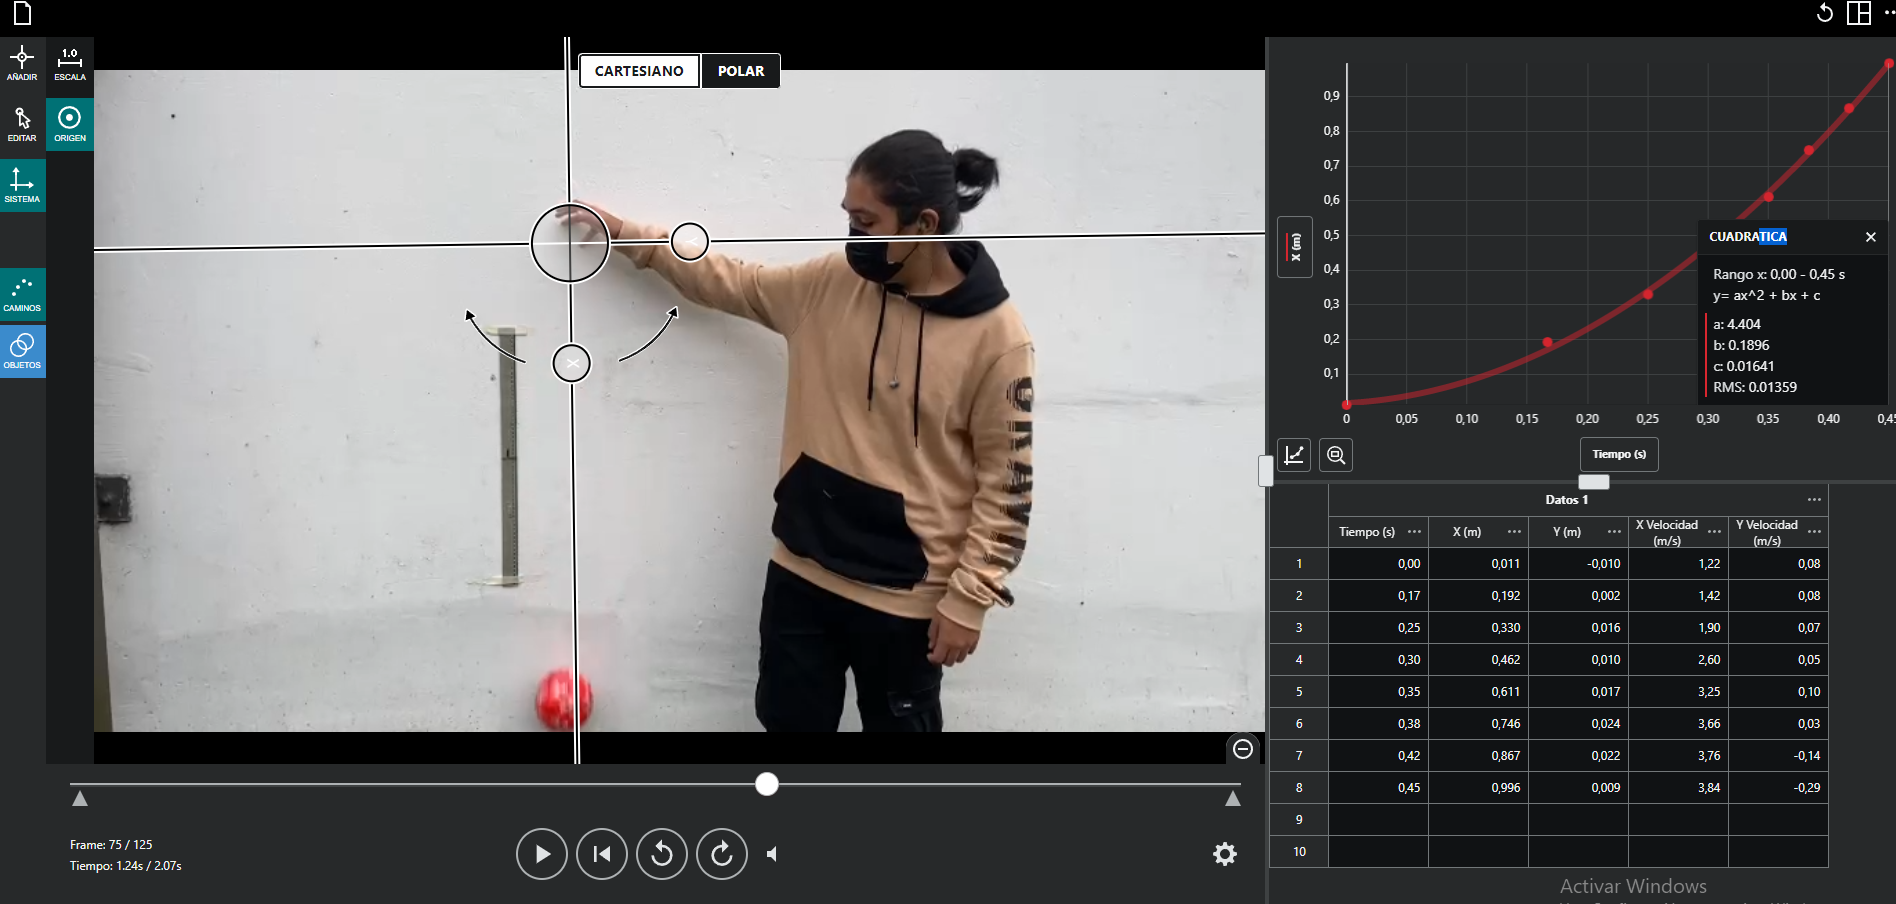 AÑADIR
1.0
ESCALA
CARTESIANO POLAR
EDITAR
ORIGEN
SISTEMA
CAMINOS
OBJETOS
X
Frame: 75 / 125
Tiempo: 1.24s / 2.07s
0,9
0,8
0,7
0,6
0,5
0,4
0,3
0,2
0,1
X (m)
0 0,05 0,10 0,15 0,20 0,25 0,30 0,35 0,40 0,45
Tiempo (s)
CUADRATICA
Rango x: 0,00 - 0,45 s
y= ax^2 + bx + c
a: 4.404
b: 0.1896
c: 0.01641
RMS: 0.01359
Datos 1
Tiempo (s) X (m) Y (m) X Velocidad (m/s) Y Velocidad (m/s)
1 0,00 0,011 -0,010 1,22 0,08
2 0,17 0,192 0,002 1,42 0,08
3 0,25 0,330 0,016 1,90 0,07
4 0,30 0,462 0,010 2,60 0,05
5 0,35 0,611 0,017 3,25 0,10
6 0,38 0,746 0,024 3,66 0,03
7 0,42 0,867 0,022 3,76 -0,14
8 0,45 0,996 0,009 3,84 -0,29
9
10
Activar Windows